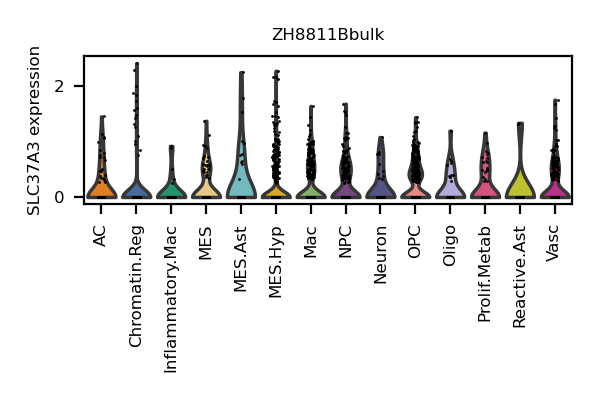 ZH8811Bbulk
SLC37A3 expression
2
0
AC
Chromatin.Reg
Inflammatory.Mac
MES
MES.Ast
MES.Hyp
Mac
NPC
Neuron
OPC
Oligo
Prolif.Metab
Reactive.Ast
Vasc